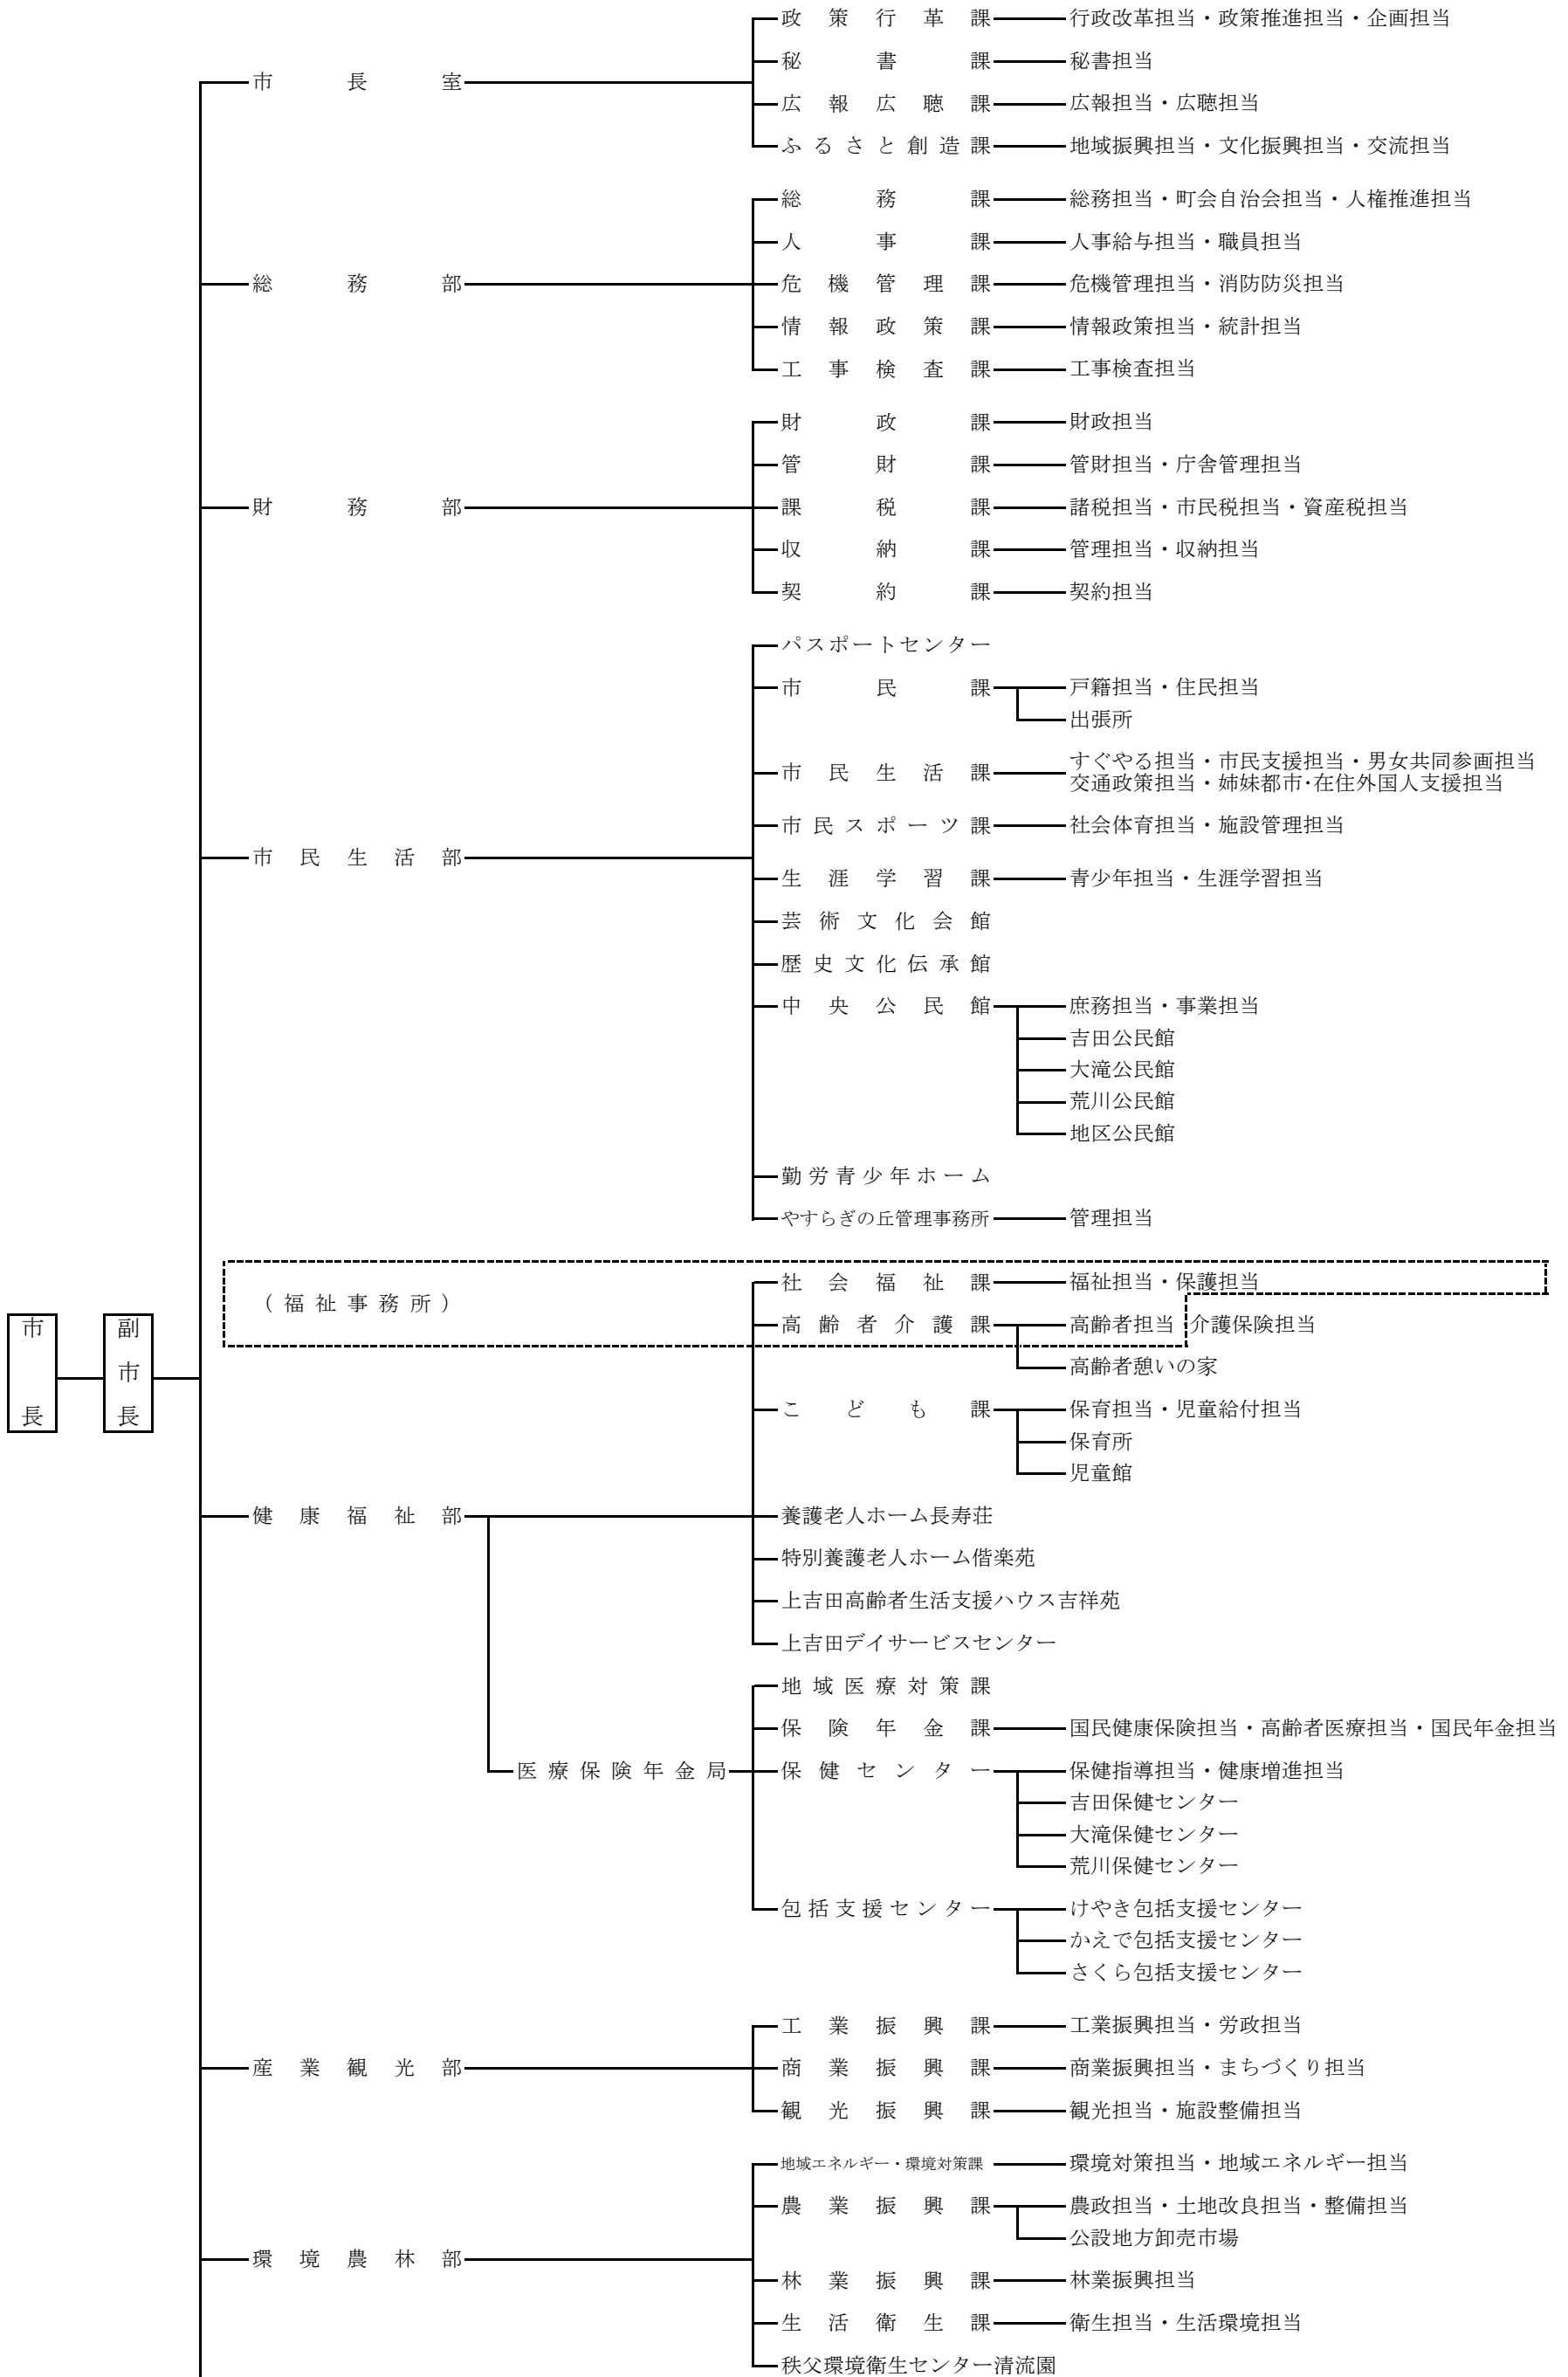 政策行革課 行政改革担当・政策推進担当・企画担当
秘書課 秘書担当
市長室
広報広聴課 広報担当・広聴担当
ふるさと創造課 地域振興担当・文化振興担当・交流担当
総務課 総務担当・町会自治会担当・人権推進担当
人事課 人事給与担当・職員担当
総務部 危機管理課 危機管理担当・消防防災担当
情報政策課 情報政策担当・統計担当
工事検査課 工事検査担当
財政課 財政担当
管財課 管財担当・庁舎管理担当
財務部 課税課 諸税担当・市民税担当・資産税担当
収納課 管理担当・収納担当
契約課 契約担当
パスポートセンター
市民課 戸籍担当・住民担当
出張所
市民生活課 すぐやる担当・市民支援担当・男女共同参画担当
交通政策担当・姉妹都市・在住外国人支援担当
市民スポーツ課 社会体育担当・施設管理担当
市民生活部
生涯学習課 青少年担当・生涯学習担当
芸術文化会館
歴史文化伝承館
中央公民館 庶務担当・事業担当
吉田公民館
大滝公民館
荒川公民館
地区公民館
勤労青少年ホーム
やすらぎの丘管理事務所 管理担当
社会福祉課 福祉担当・保護担当
(福祉事務所)
高齢者介護課 高齢者担当・介護保険担当
高齢者憩いの家
市長
副市長
こども課 保育担当・児童給付担当
保育所
児童館
健康福祉部 養護老人ホーム長寿荘
特別養護老人ホーム偕楽苑
上吉田高齢者生活支援ハウス吉祥苑
上吉田デイサービスセンター
地域医療対策課
保険年金課 国民健康保険担当・高齢者医療担当・国民年金担当
医療保険年金局 保健センター 保健指導担当・健康増進担当
吉田保健センター
大滝保健センター
荒川保健センター
包括支援センター けやき包括支援センター
かえで包括支援センター
さくら包括支援センター
工業振興課 工業振興担当・労政担当
産業観光部 商業振興課 商業振興担当・まちづくり担当
観光振興課 観光担当・施設整備担当
地域エネルギー・環境対策課 環境対策担当・地域エネルギー担当
農業振興課 農政担当・土地改良担当・整備担当
公設地方卸売市場
環境農林部
林業振興課 林業振興担当
生活衛生課 衛生担当・生活環境担当
秩父環境衛生センター清流園